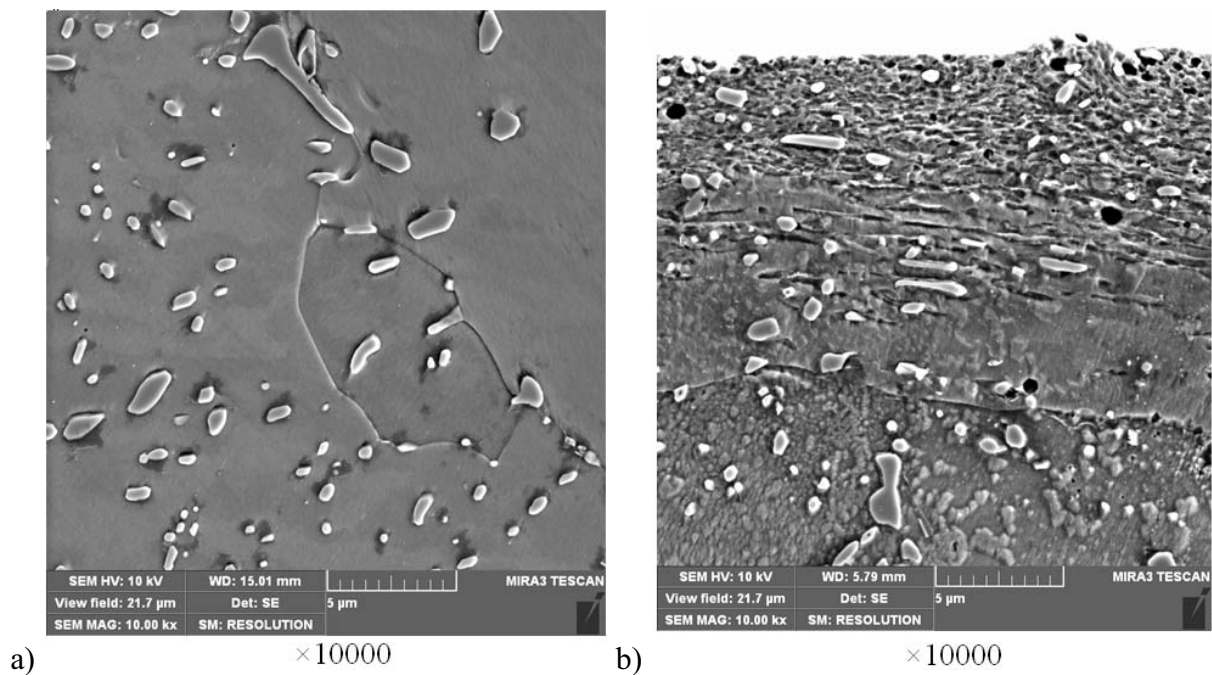 SEM HV: 10 kV WD: 15.01 mm MIRA3 TESCAN
View field: 21.7 µm Det: SE 5 µm
SEM MAG: 10.00 kx SM: RESOLUTION
SEM HV: 10 kV WD: 5.79 mm MIRA3 TESCAN
View field: 21.7 µm Det: SE 5 µm
SEM MAG: 10.00 kx SM: RESOLUTION
a) ×10000 b) ×10000